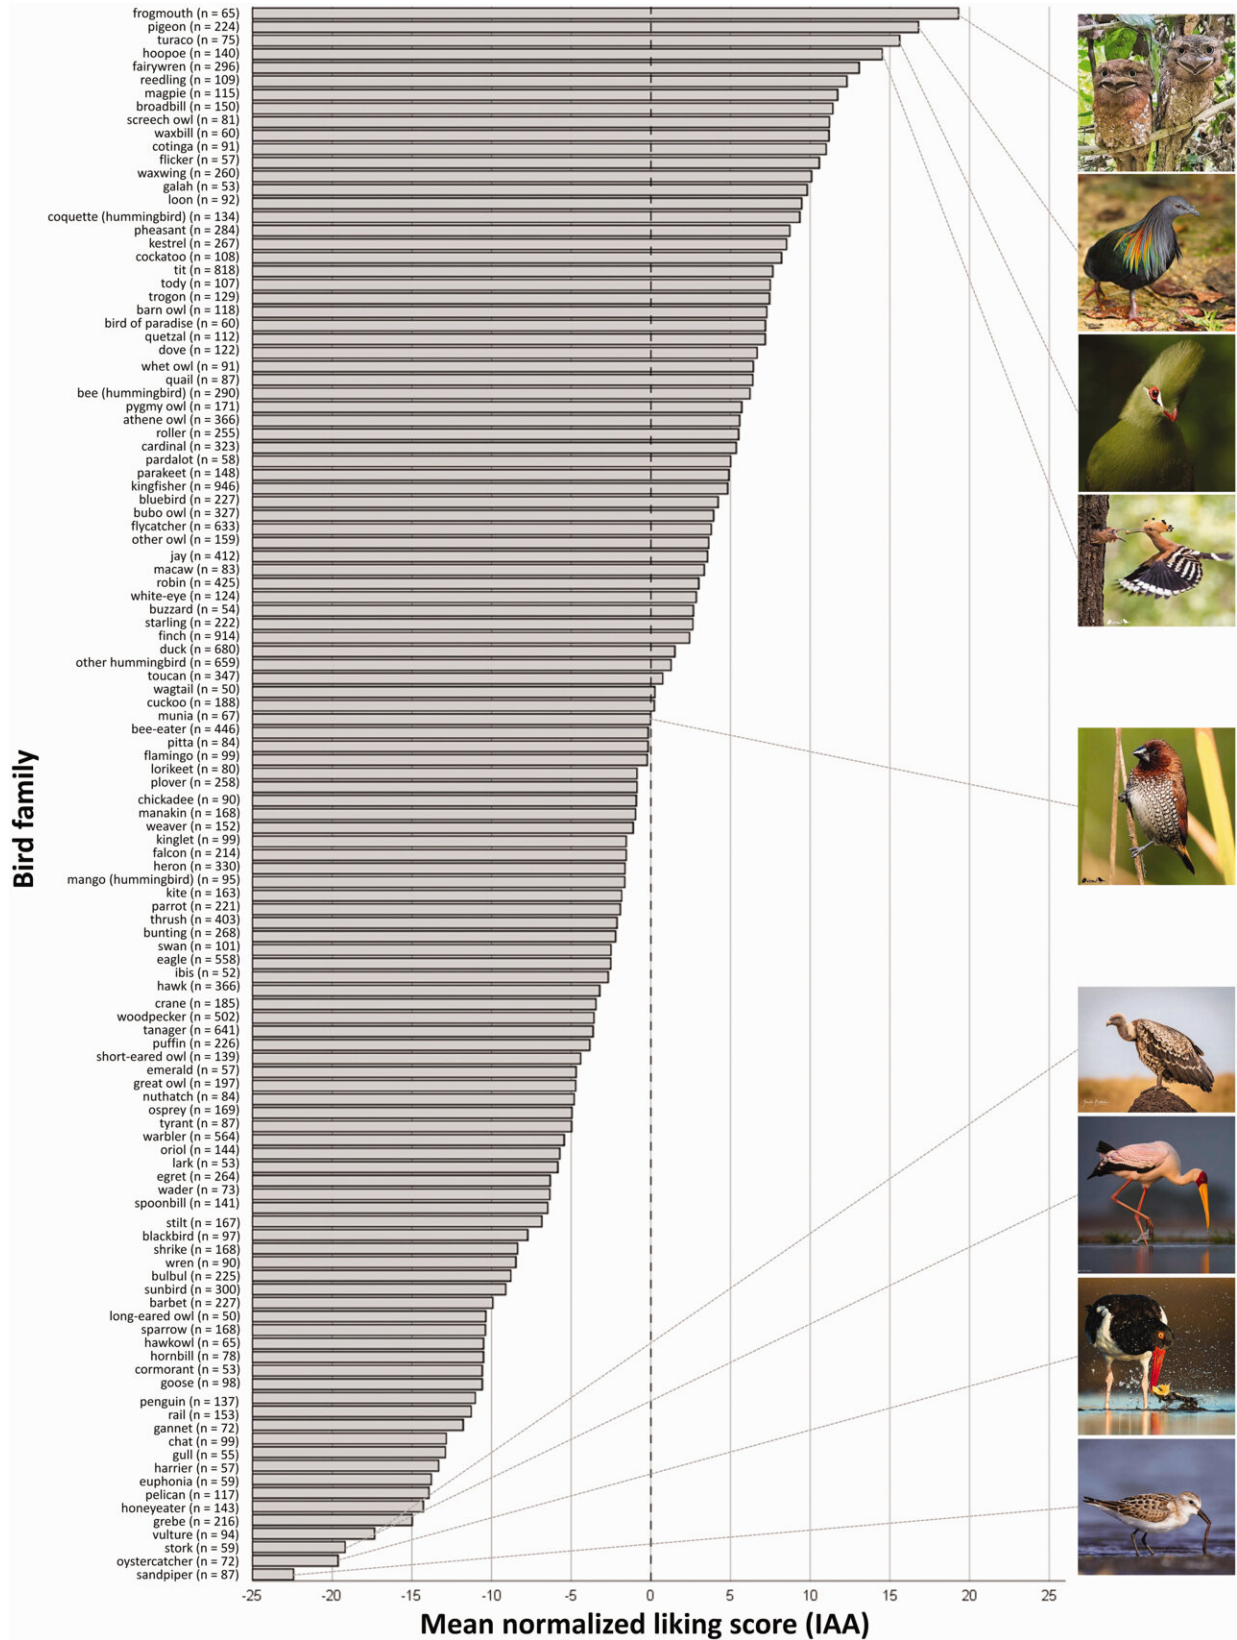 frogmouth (n = 65)
pigeon (n = 224)
turaco (n = 75)
hoopoe (n = 140)
fairywren (n = 296)
reedling (n = 109)
magpie (n = 115)
broadbill (n = 150)
screech owl (n = 81)
waxbill (n = 60)
cotinga (n = 91)
flicker (n = 57)
waxwing (n = 260)
galah (n = 53)
loon (n = 92)
coquette (hummingbird) (n = 134)
pheasant (n = 284)
kestrel (n = 267)
cockatoo (n = 108)
tit (n = 818)
tody (n = 107)
trogon (n = 129)
barn owl (n = 118)
bird of paradise (n = 60)
quetzal (n = 112)
dove (n = 122)
whet owl (n = 91)
quail (n = 87)
bee (hummingbird) (n = 290)
pygmy owl (n = 171)
athene owl (n = 366)
roller (n = 255)
cardinal (n = 323)
pardalot (n = 58)
parakeet (n = 148)
kingfisher (n = 946)
bluebird (n = 227)
bubo owl (n = 327)
flycatcher (n = 633)
other owl (n = 159)
jay (n = 412)
macaw (n = 83)
robin (n = 425)
white-eye (n = 124)
buzzard (n = 54)
starling (n = 222)
finch (n = 914)
duck (n = 680)
other hummingbird (n = 659)
toucan (n = 347)
wagtail (n = 50)
cuckoo (n = 188)
munia (n = 67)
bee-eater (n = 446)
pitta (n = 84)
flamingo (n = 99)
lorikeet (n = 80)
plover (n = 258)
chickadee (n = 90)
manakin (n = 168)
weaver (n = 152)
kinglet (n = 99)
falcon (n = 214)
heron (n = 330)
mango (hummingbird) (n = 95)
kite (n = 163)
parrot (n = 221)
thrush (n = 403)
bunting (n = 268)
swan (n = 101)
eagle (n = 558)
ibis (n = 52)
hawk (n = 366)
crane (n = 185)
woodpecker (n = 502)
tanager (n = 641)
puffin (n = 226)
short-eared owl (n = 139)
emerald (n = 57)
great owl (n = 197)
nuthatch (n = 84)
osprey (n = 169)
tyrant (n = 87)
warbler (n = 564)
oriol (n = 144)
lark (n = 53)
egret (n = 264)
wader (n = 73)
spoonbill (n = 141)
stilt (n = 167)
blackbird (n = 97)
shrike (n = 168)
wren (n = 90)
bulbul (n = 225)
sunbird (n = 300)
barbet (n = 227)
long-eared owl (n = 50)
sparrow (n = 168)
hawkowl (n = 65)
hornbill (n = 78)
cormorant (n = 53)
goose (n = 98)
penguin (n = 137)
rail (n = 153)
gannet (n = 72)
chat (n = 99)
gull (n = 55)
harrier (n = 57)
euphonia (n = 59)
pelican (n = 117)
honeyeater (n = 143)
grebe (n = 216)
vulture (n = 94)
stork (n = 59)
oystercatcher (n = 72)
sandpiper (n = 87)
Bird family
-25 -20 -15 -10 -5 0 5 10 15 20 25
Mean normalized liking score (IAA)